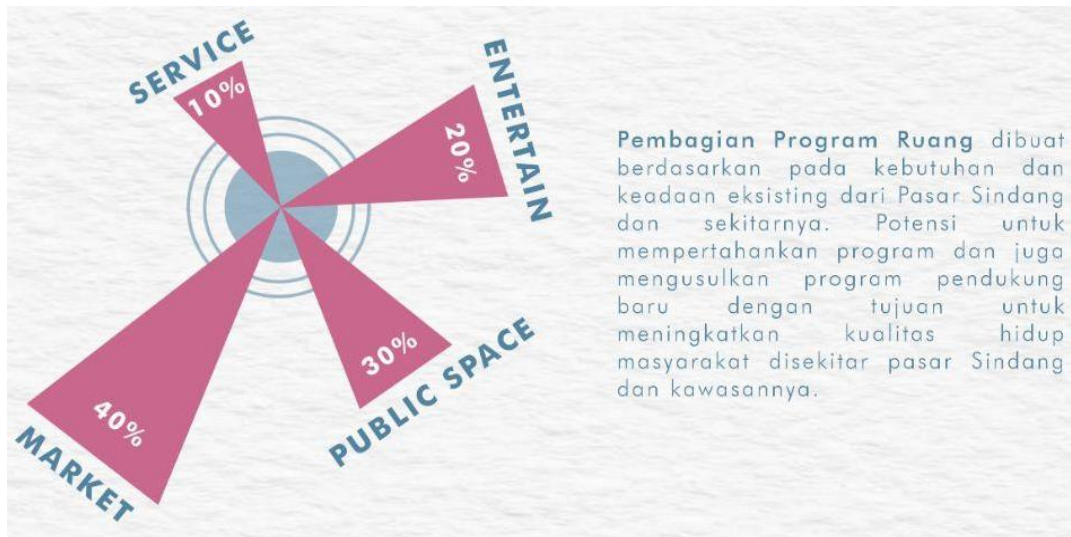 SERVICE
10%
ENTERTAIN
20%
30%
PUBLIC SPACE
40%
MARKET
Pembagian Program Ruang dibuat
berdasarkan pada kebutuhan dan
keadaan eksisting dari Pasar Sindang
dan sekitarnya. Potensi untuk
mempertahankan program dan juga
mengusulkan program pendukung
baru dengan tujuan untuk
meningkatkan kualitas hidup
masyarakat disekitar pasar Sindang
dan kawasannya.